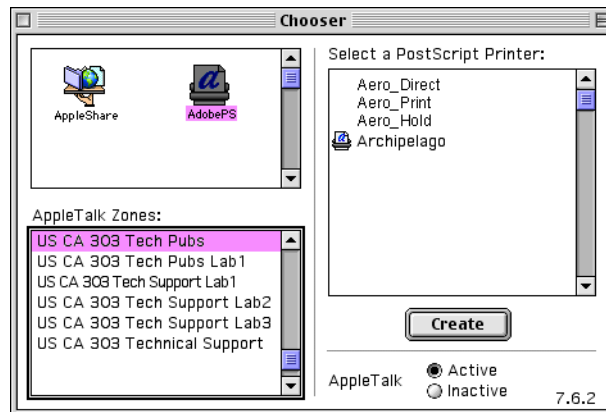 Chooser
AppleShare
AdobePS
AppleTalk Zones:
US CA 303 Tech Pubs
US CA 303 Tech Pubs Lab1
US CA 303 Tech Support Lab1
US CA 303 Tech Support Lab2
US CA 303 Tech Support Lab3
US CA 303 Technical Support
Select a PostScript Printer:
Aero_Direct
Aero_Print
Aero_Hold
Archipelago
Create
AppleTalk
Active
Inactive
7.6.2